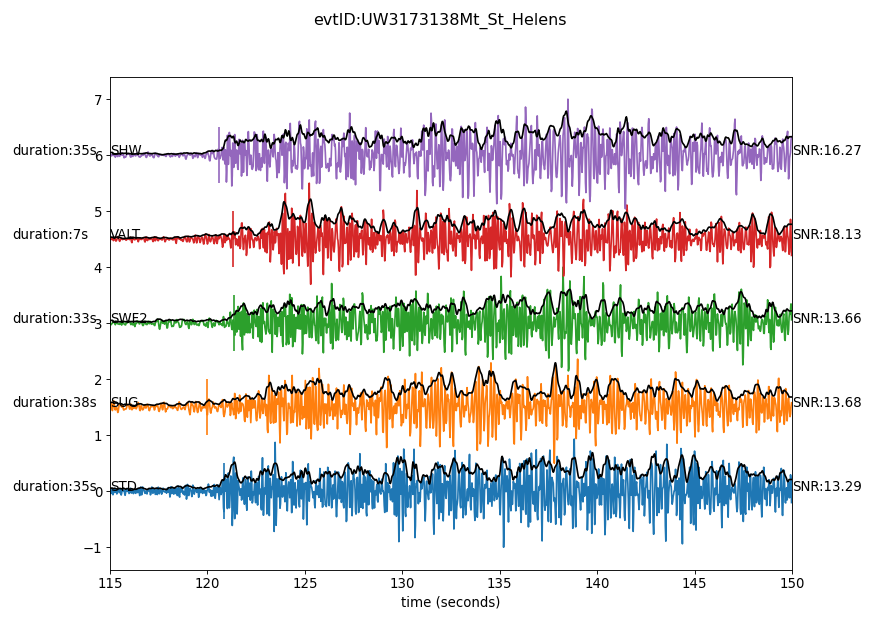 evtID:UW3173138Mt_St_Helens
7
duration:35s SHW 6 SNR:16.27
5
duration:7s VALT SNR:18.13
4
duration:33s SWF2 3 SNR:13.66
2
duration:38s SUG SNR:13.68
1
duration:35s STD 0 SNR:13.29
−1
115 120 125 130 135 140 145 150
time (seconds)